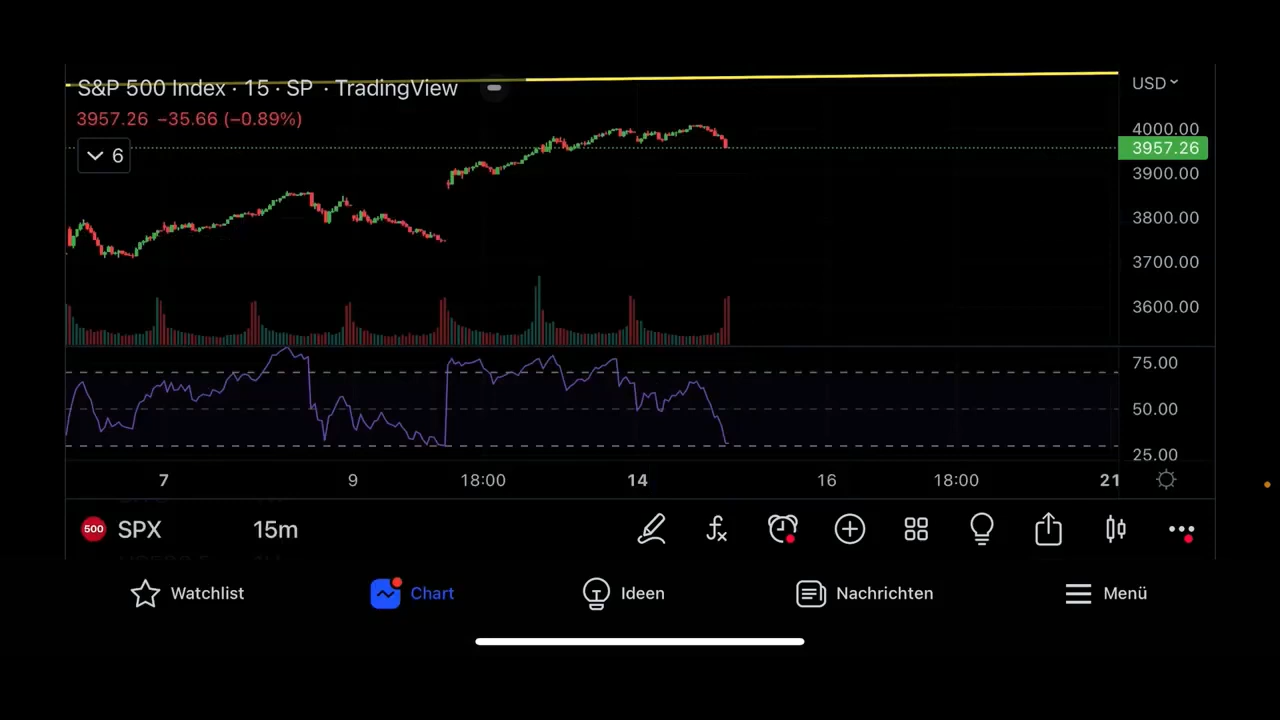 S&P 500 Index · 15 · SP · TradingView
USD
3957.26 −35.66 (−0.89%)
6
4000.00
3957.26
3900.00
3800.00
3700.00
3600.00
75.00
50.00
25.00
7 9 18:00 14 16 18:00 21
500 SPX 15m
Watchlist Chart Ideen Nachrichten Menü